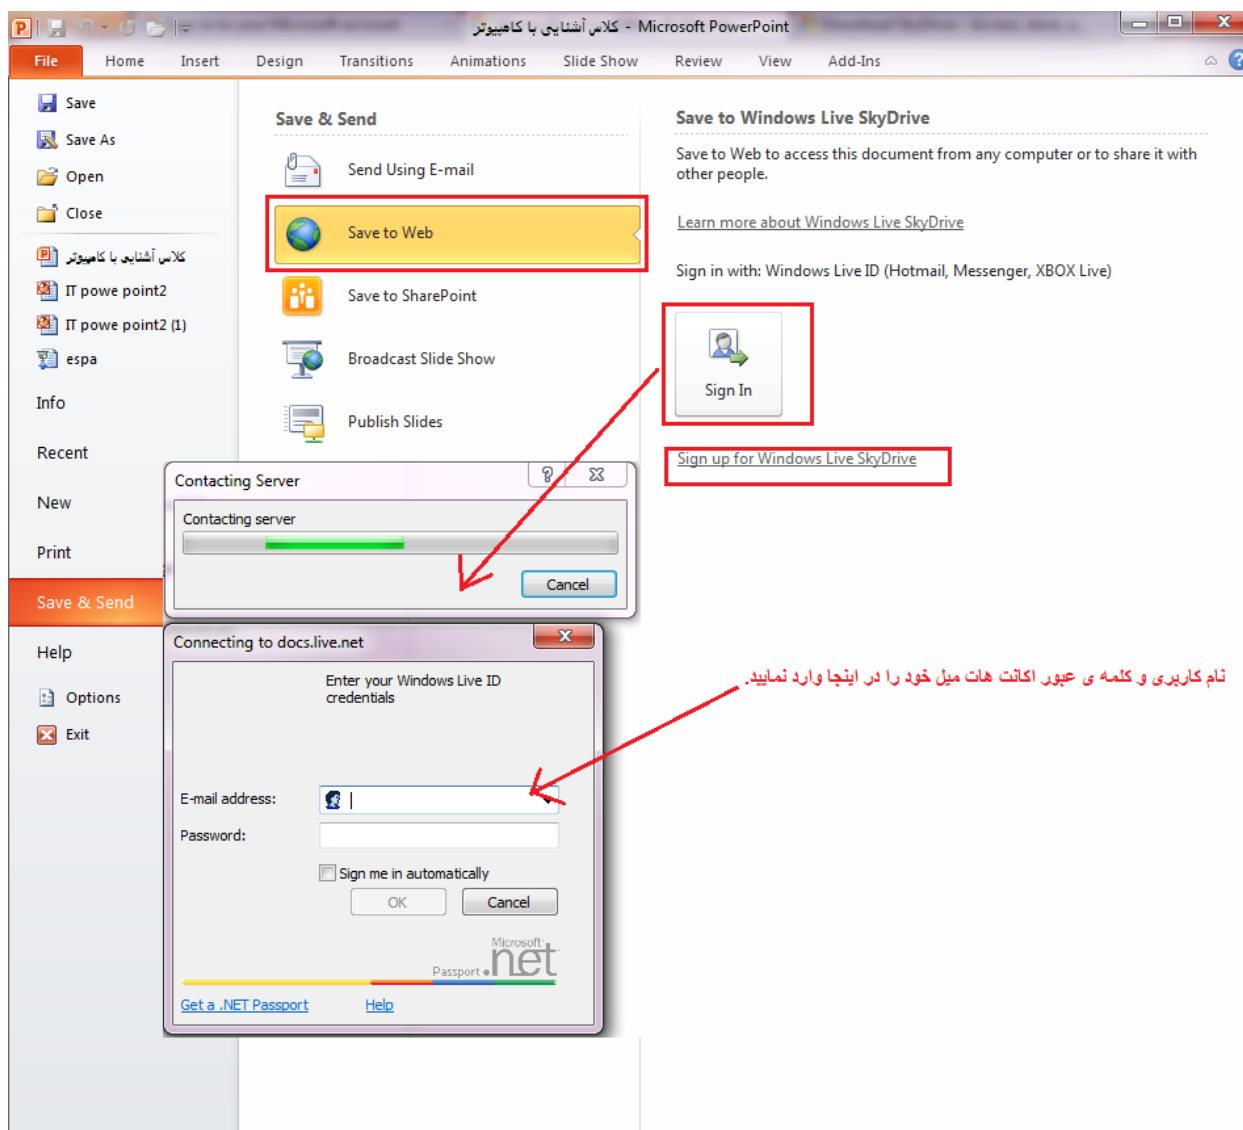 کلاس آشنایی با کامپیوتر - Microsoft PowerPoint
File Home Insert Design Transitions Animations Slide Show Review View Add-Ins
Save
Save As
Open
Close
کلاس آشنایی با کامپیوتر
IT powe point2
IT powe point2 (1)
espa
Info
Recent
New
Print
Save & Send
Help
Options
Exit
Save & Send
Send Using E-mail
Save to Web
Save to SharePoint
Broadcast Slide Show
Publish Slides
Save to Windows Live SkyDrive
Save to Web to access this document from any computer or to share it with
other people.
Learn more about Windows Live SkyDrive
Sign in with: Windows Live ID (Hotmail, Messenger, XBOX Live)
Sign In
Sign up for Windows Live SkyDrive
Contacting Server
Contacting server
Cancel
Connecting to docs.live.net
Enter your Windows Live ID
credentials
نام کاربری و کلمه ی عبور اکانت هات میل خود را در اینجا وارد نمایید.
E-mail address:
Password:
Sign me in automatically
OK Cancel
Microsoft
Passport net
Get a .NET Passport Help